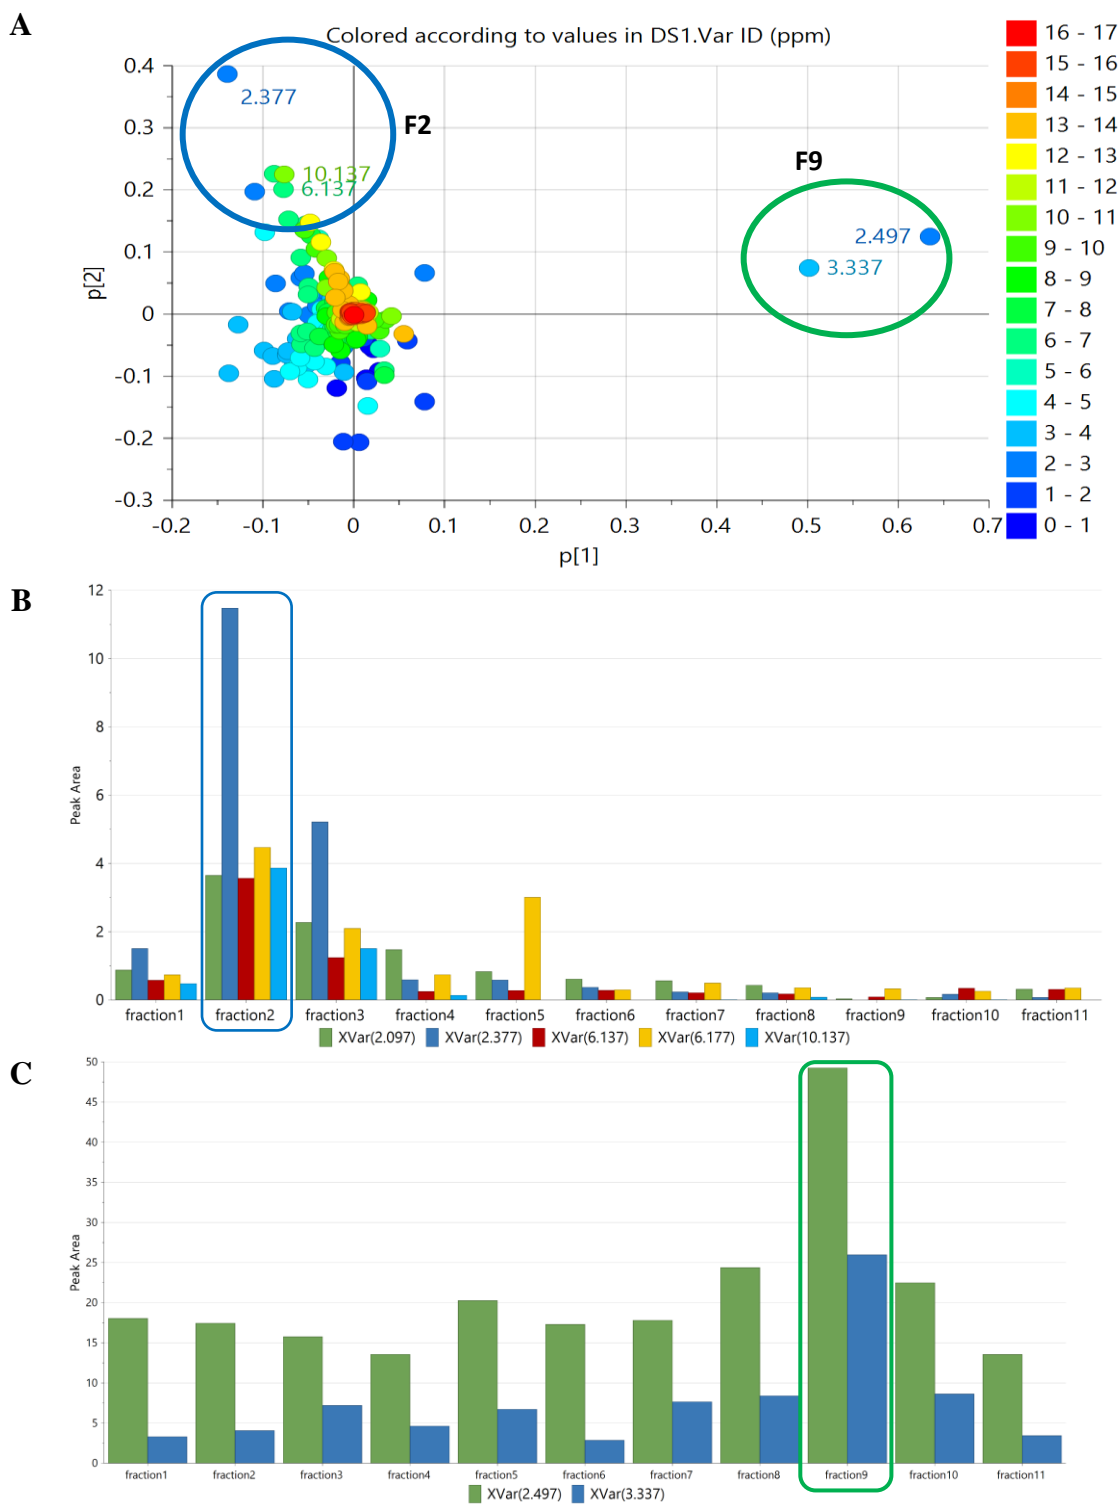 A
Colored according to values in DS1.Var ID (ppm)
0.4
0.3
0.2
0.1
0
-0.1
-0.2
-0.3
p[2]
-0.2 -0.1 0 0.1 0.2 0.3 0.4 0.5 0.6 0.7
p[1]
2.377
F2
10.137
6.137
F9
2.497
3.337
16 - 17
15 - 16
14 - 15
13 - 14
12 - 13
11 - 12
10 - 11
9 - 10
8 - 9
7 - 8
6 - 7
5 - 6
4 - 5
3 - 4
2 - 3
1 - 2
0 - 1
B
12
10
8
6
4
2
0
Peak Area
fraction1 fraction2 fraction3 fraction4 fraction5 fraction6 fraction7 fraction8 fraction9 fraction10 fraction11
XVar(2.097) XVar(2.377) XVar(6.137) XVar(6.177) XVar(10.137)
C
50
45
40
35
30
25
20
15
10
5
0
Peak Area
fraction1 fraction2 fraction3 fraction4 fraction5 fraction6 fraction7 fraction8 fraction9 fraction10 fraction11
XVar(2.497) XVar(3.337)